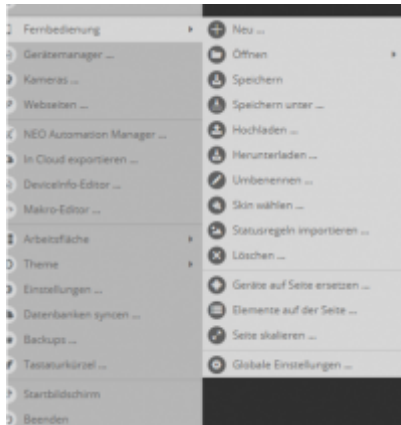 Fernbedienung
Gerätemanager ...
Kameras ...
Webseiten ...
NEO Automation Manager ...
In Cloud exportieren ...
DeviceInfo-Editor ...
Makro-Editor ...
Arbeitsfläche
Theme
Einstellungen ...
Datenbanken syncen ...
Backups ...
Tastaturkürzel ...
Startbildschirm
Beenden
Neu ...
Öffnen
Speichern
Speichern unter ...
Hochladen ...
Herunterladen ...
Umbenennen ...
Skin wählen ...
Statusregeln importieren ...
Löschen ...
Geräte auf Seite ersetzen ...
Elemente auf der Seite ...
Seite skalieren ...
Globale Einstellungen ...